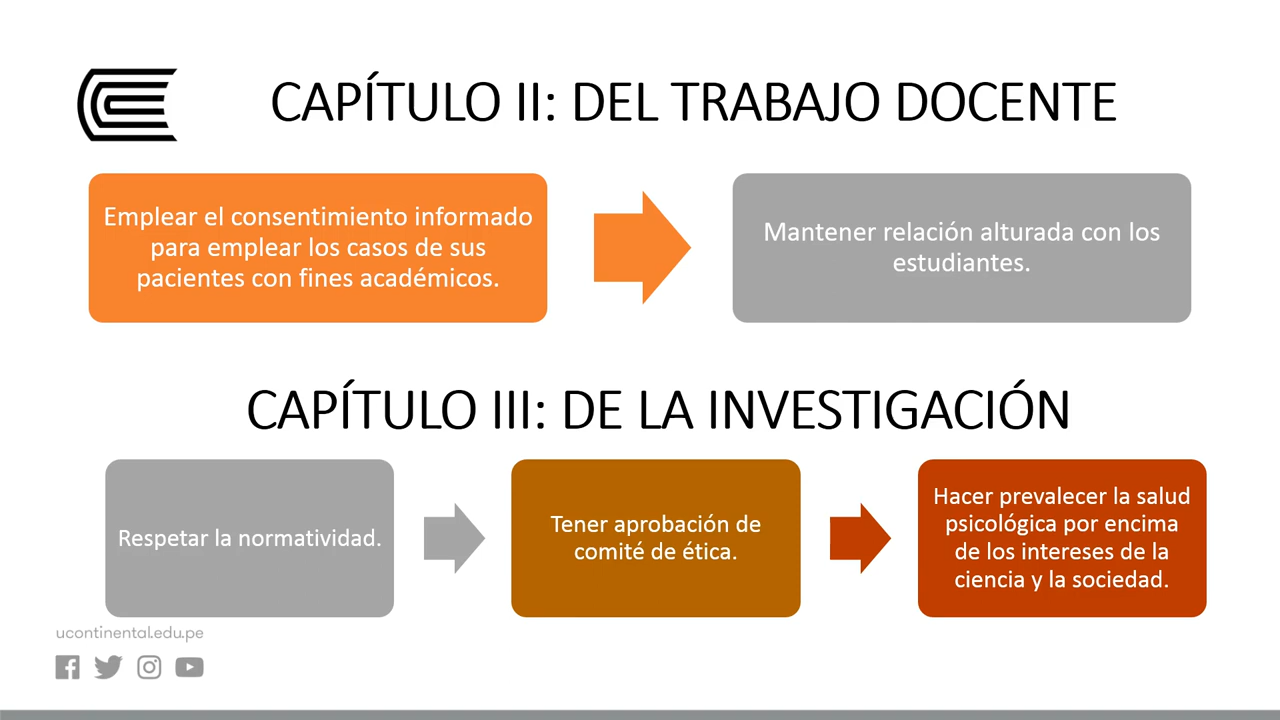 CAPÍTULO II: DEL TRABAJO DOCENTE
Emplear el consentimiento informado
para emplear los casos de sus
pacientes con fines académicos.
Mantener relación alturada con los
estudiantes.
CAPÍTULO III: DE LA INVESTIGACIÓN
Respetar la normatividad.
Tener aprobación de
comité de ética.
Hacer prevalecer la salud
psicológica por encima
de los intereses de la
ciencia y la sociedad.
ucontinental.edu.pe